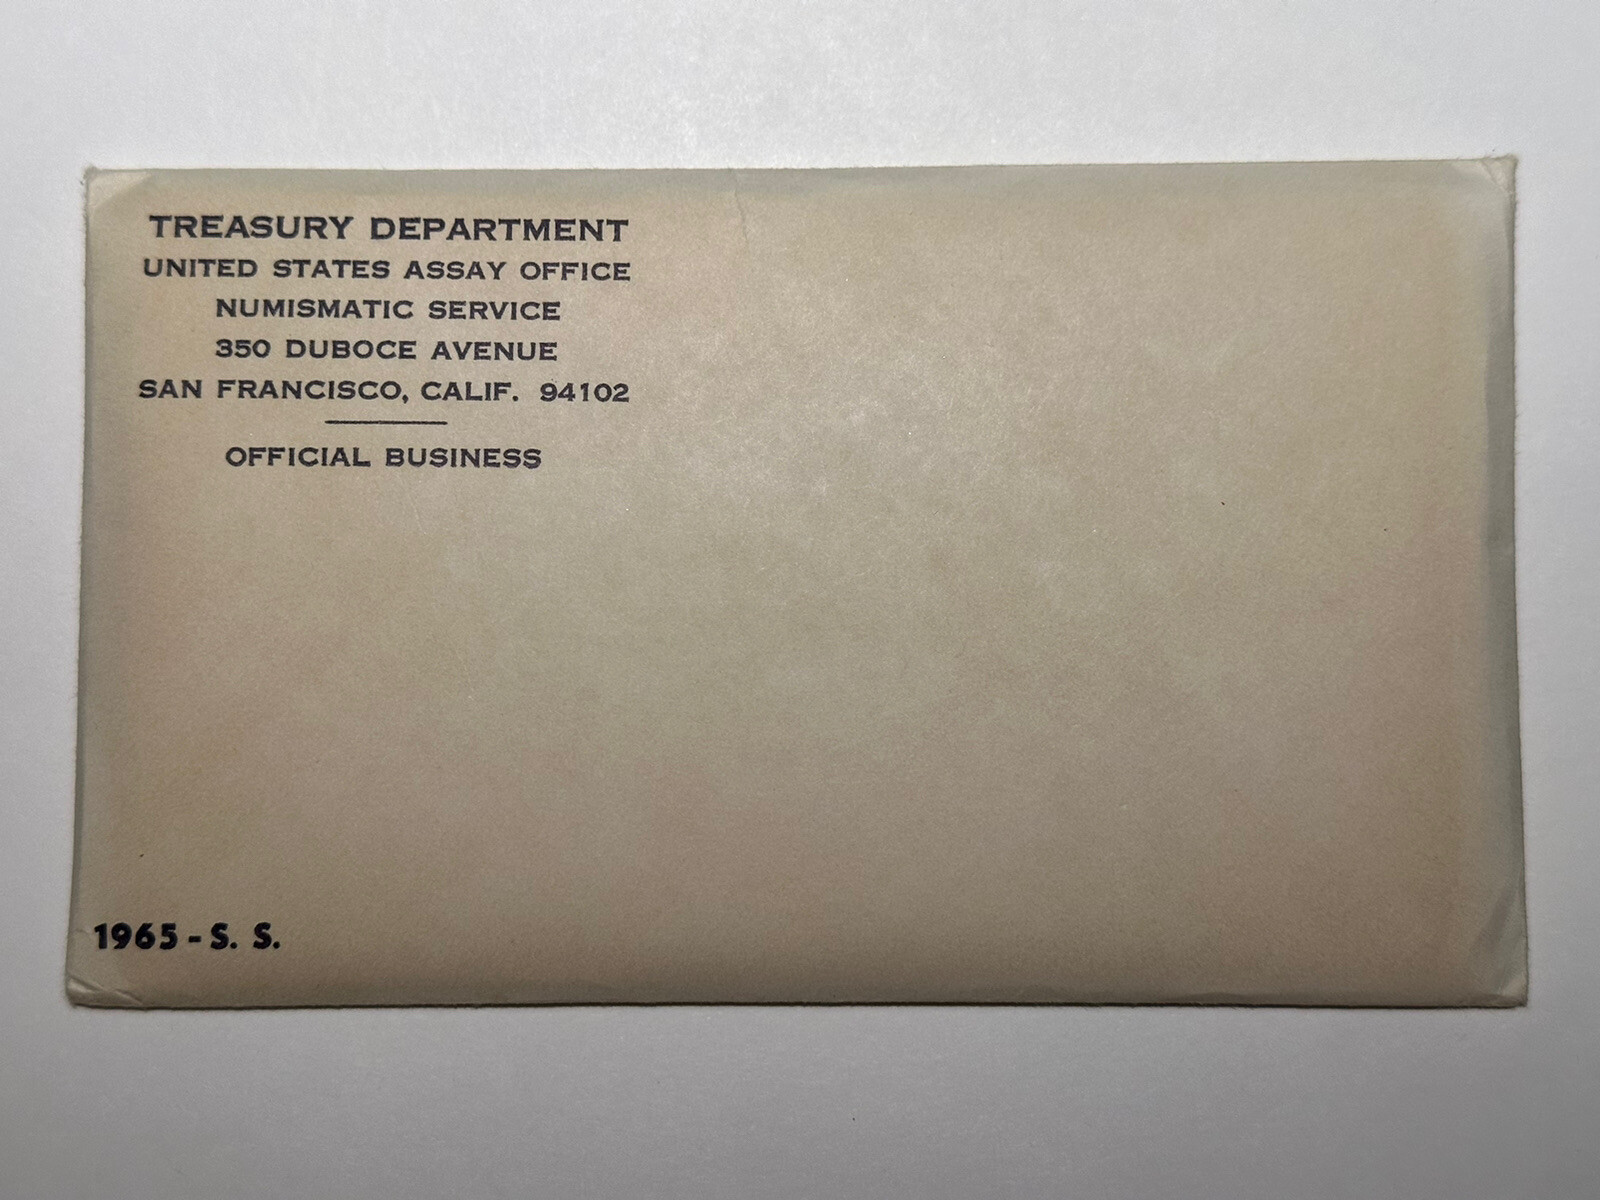 TREASURY DEPARTMENT
UNITED STATES ASSAY OFFICE
NUMISMATIC SERVICE
350 DUBOCE AVENUE
SAN FRANCISCO, CALIF. 94102
OFFICIAL BUSINESS
1965 - S. S.